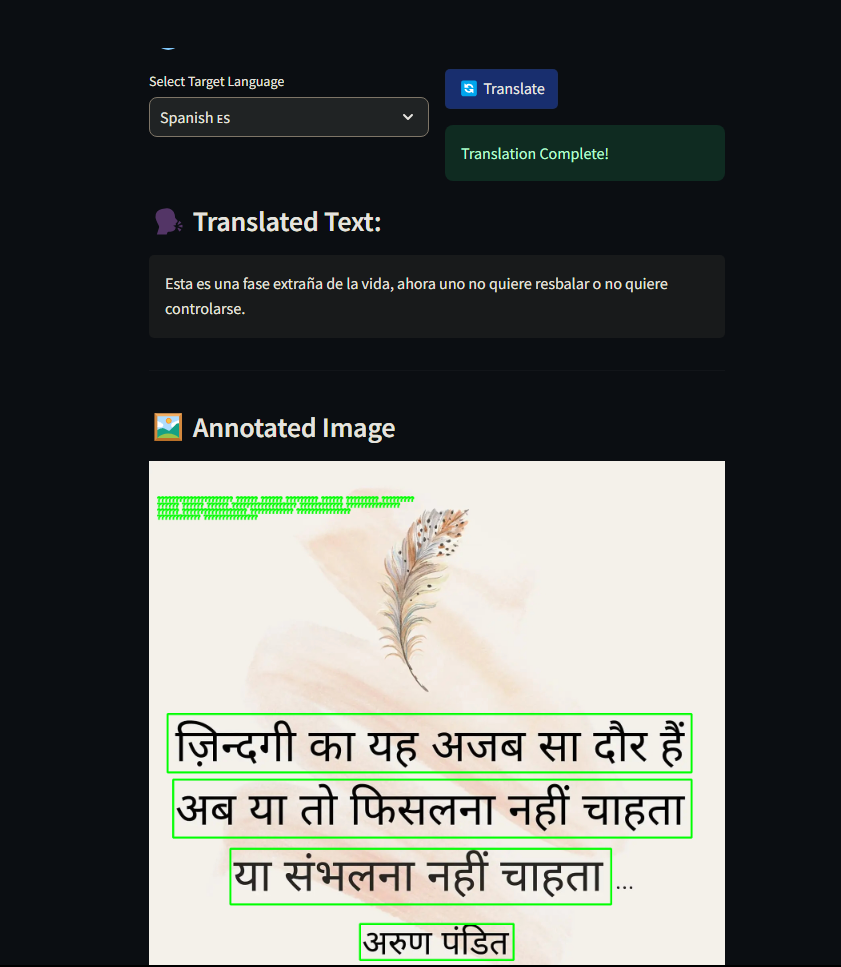 Select Target Language
Translate
Spanish ES
Translation Complete!
Translated Text:
Esta es una fase extraña de la vida, ahora uno no quiere resbalar o no quiere
controlarse.
Annotated Image
ज़िन्दगी का यह अजब सा दौर हैं
अब या तो फिसलना नहीं चाहता
या संभलना नहीं चाहता ...
अरुण पंडित